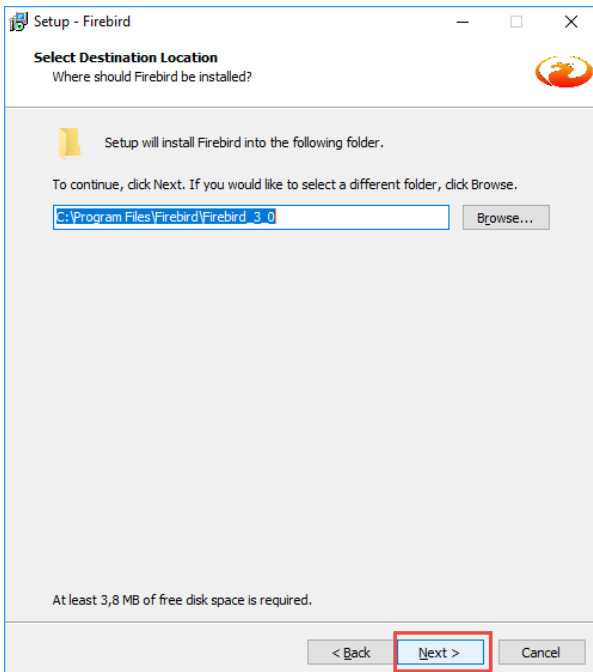 Setup - Firebird
Select Destination Location
Where should Firebird be installed?
Setup will install Firebird into the following folder.
To continue, click Next. If you would like to select a different folder, click Browse.
C:\Program Files\Firebird\Firebird_3_0
Browse...
At least 3,8 MB of free disk space is required.
< Back
Next >
Cancel